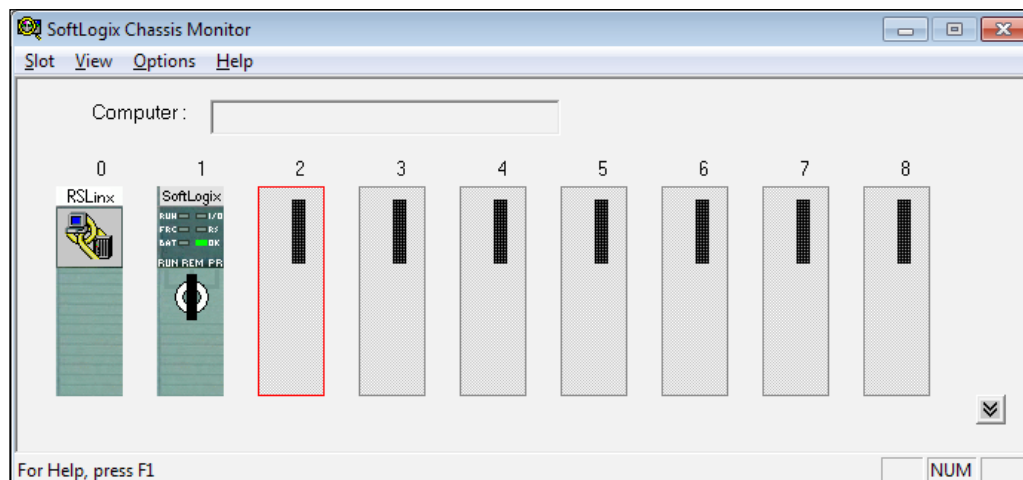 SoftLogix Chassis Monitor
Slot View Options Help
Computer :
0 1 2 3 4 5 6 7 8
RSLinx SoftLogix
RUN I/O
FRC RS
BAT OK
RUN REM PR
For Help, press F1 NUM